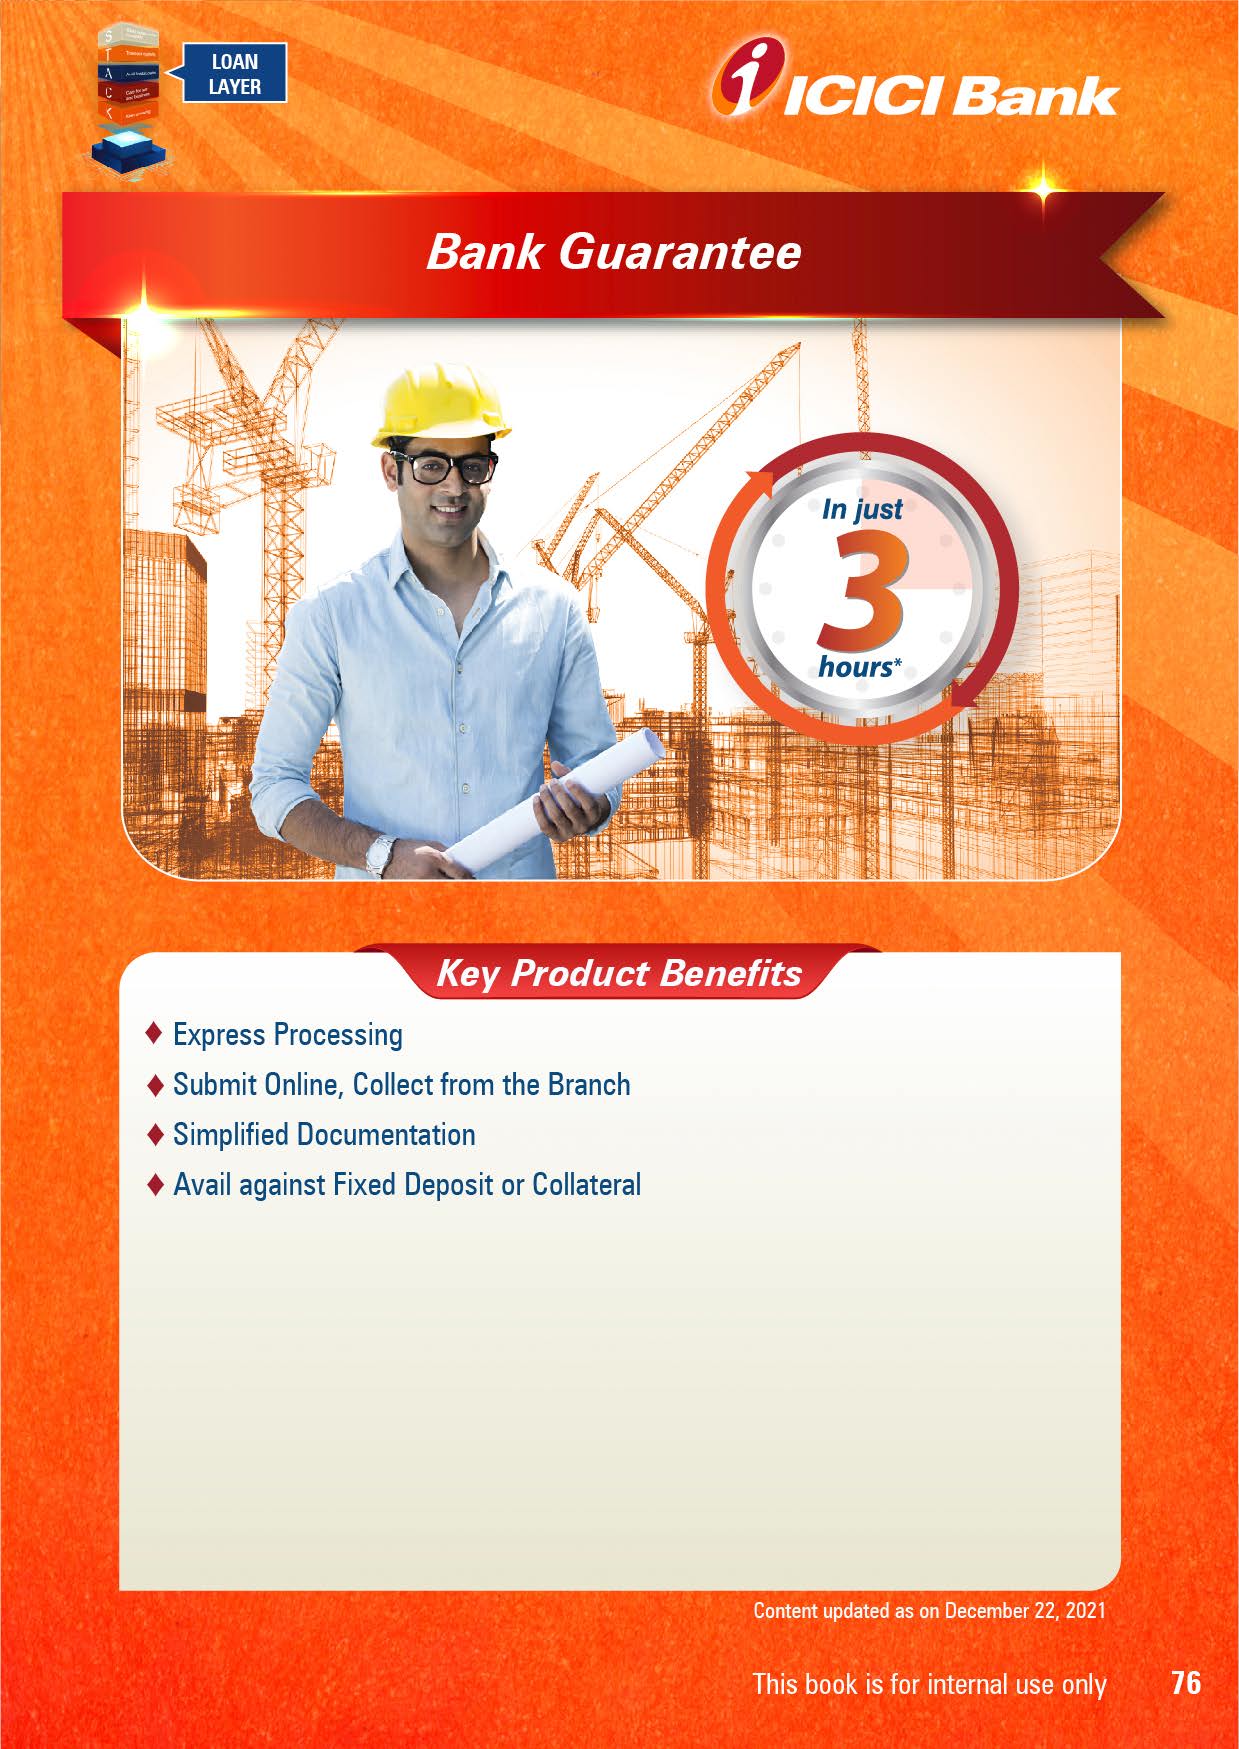 S
T
A
C
K
LOAN
LAYER
i
ICICI Bank
Bank Guarantee
In just
3
hours*
Key Product Benefits
♦ Express Processing
♦ Submit Online, Collect from the Branch
♦ Simplified Documentation
♦ Avail against Fixed Deposit or Collateral
Content updated as on December 22, 2021
This book is for internal use only 76